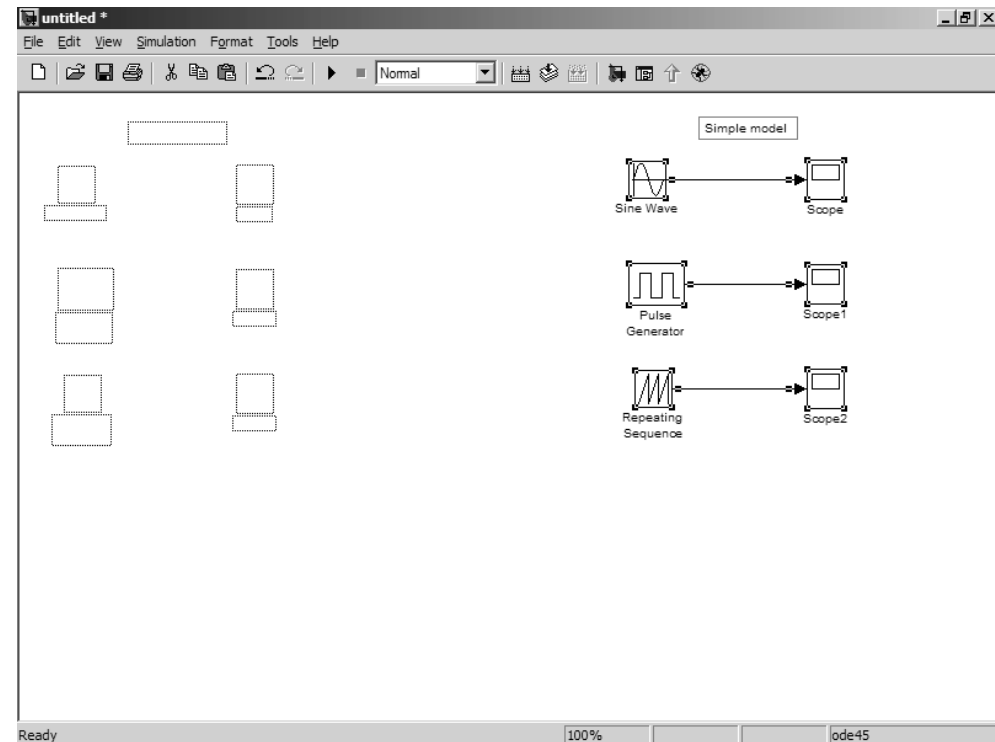 untitled *
File Edit View Simulation Format Tools Help
Normal
Simple model
Sine Wave
Scope
Pulse
Generator
Scope1
Repeating
Sequence
Scope2
Ready 100% ode45